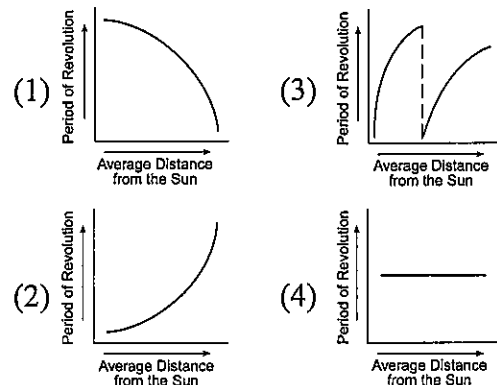 (1)
Period of Revolution
Average Distance
from the Sun
(2)
Period of Revolution
Average Distance
from the Sun
(3)
Period of Revolution
Average Distance
from the Sun
(4)
Period of Revolution
Average Distance
from the Sun